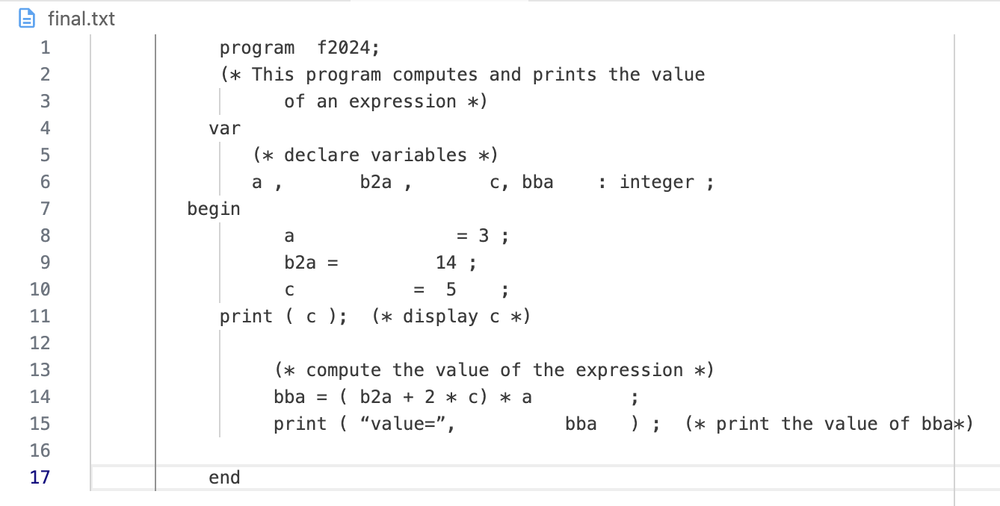 final.txt
1 program  f2024;
2 (* This program computes and prints the value
3 of an expression *)
4 var
5 (* declare variables *)
6 a ,       b2a ,       c, bba    : integer ;
7 begin
8 a               = 3 ;
9 b2a =         14 ;
10 c           =  5    ;
11 print ( c );  (* display c *)
12
13 (* compute the value of the expression *)
14 bba = ( b2a + 2 * c) * a         ;
15 print ( “value=”,          bba   ) ;  (* print the value of bba*)
16
17 end